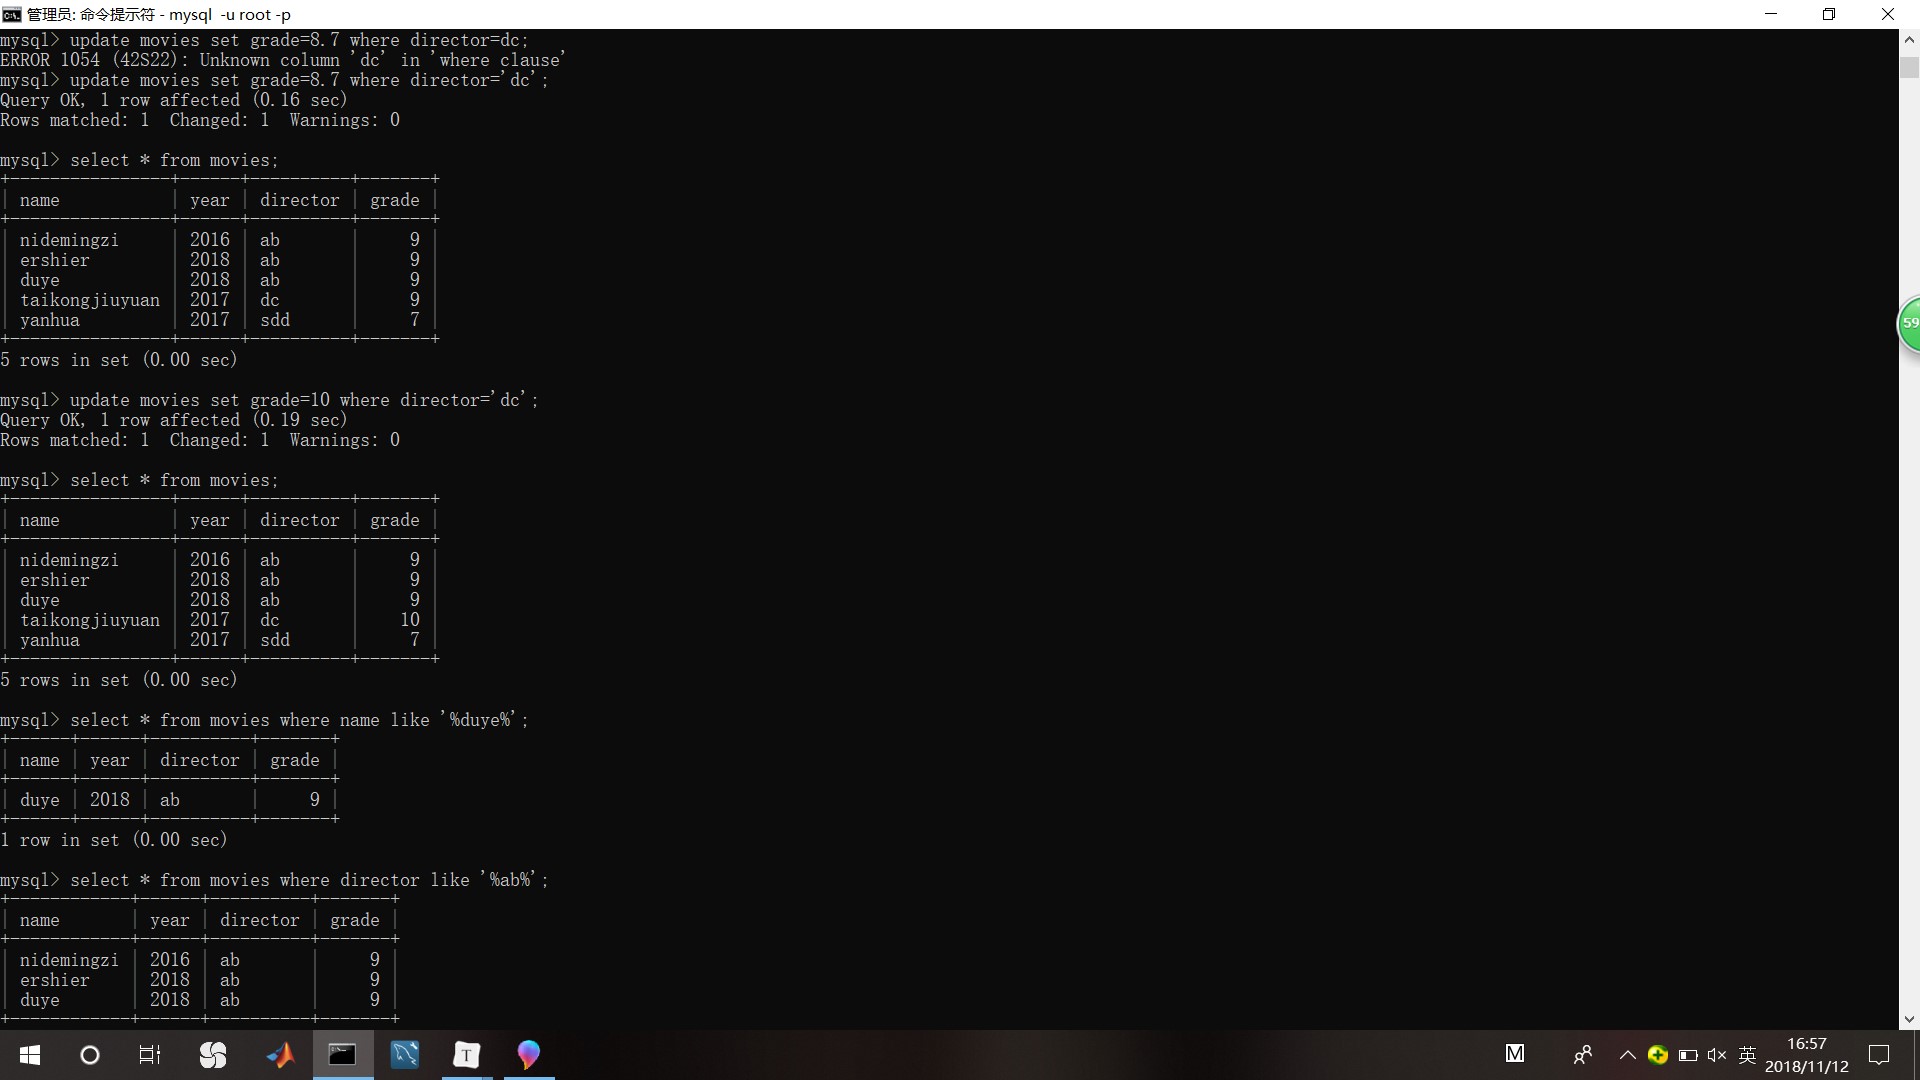 管理员: 命令提示符 - mysql  -u root -p
mysql> update movies set grade=8.7 where director=dc;
ERROR 1054 (42S22): Unknown column 'dc' in 'where clause'
mysql> update movies set grade=8.7 where director='dc';
Query OK, 1 row affected (0.16 sec)
Rows matched: 1  Changed: 1  Warnings: 0
mysql> select * from movies;
+----------------+------+----------+-------+
| name           | year | director | grade |
+----------------+------+----------+-------+
| nidemingzi     | 2016 | ab       |     9 |
| ershier        | 2018 | ab       |     9 |
| duye           | 2018 | ab       |     9 |
| taikongjiuyuan | 2017 | dc       |     9 |
| yanhua         | 2017 | sdd      |     7 |
+----------------+------+----------+-------+
5 rows in set (0.00 sec)
mysql> update movies set grade=10 where director='dc';
Query OK, 1 row affected (0.19 sec)
Rows matched: 1  Changed: 1  Warnings: 0
mysql> select * from movies;
+----------------+------+----------+-------+
| name           | year | director | grade |
+----------------+------+----------+-------+
| nidemingzi     | 2016 | ab       |     9 |
| ershier        | 2018 | ab       |     9 |
| duye           | 2018 | ab       |     9 |
| taikongjiuyuan | 2017 | dc       |    10 |
| yanhua         | 2017 | sdd      |     7 |
+----------------+------+----------+-------+
5 rows in set (0.00 sec)
mysql> select * from movies where name like '%duye%';
+------+------+----------+-------+
| name | year | director | grade |
+------+------+----------+-------+
| duye | 2018 | ab       |     9 |
+------+------+----------+-------+
1 row in set (0.00 sec)
mysql> select * from movies where director like '%ab%';
+------------+------+----------+-------+
| name       | year | director | grade |
+------------+------+----------+-------+
| nidemingzi | 2016 | ab       |     9 |
| ershier    | 2018 | ab       |     9 |
| duye       | 2018 | ab       |     9 |
+------------+------+----------+-------+
59
T
M
英
16:57
2018/11/12